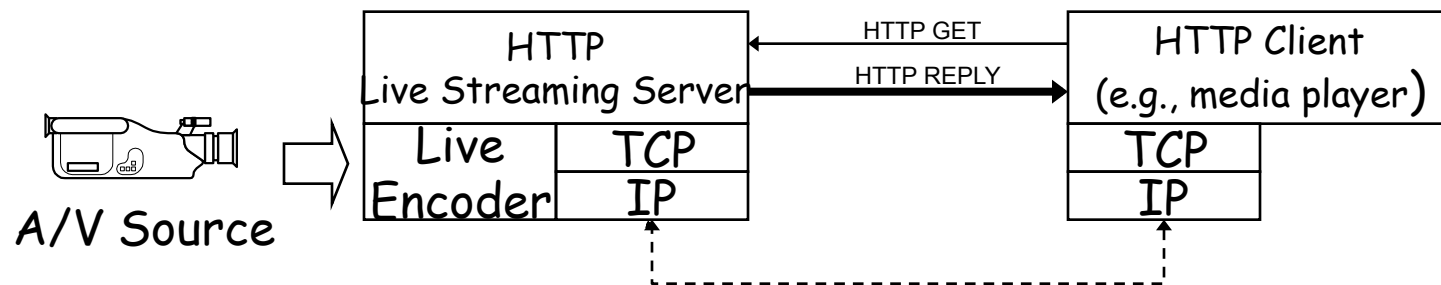 HTTP
Live Streaming Server
HTTP GET
HTTP REPLY
HTTP Client
(e.g., media player)
Live
Encoder
TCP
IP
TCP
IP
A/V Source